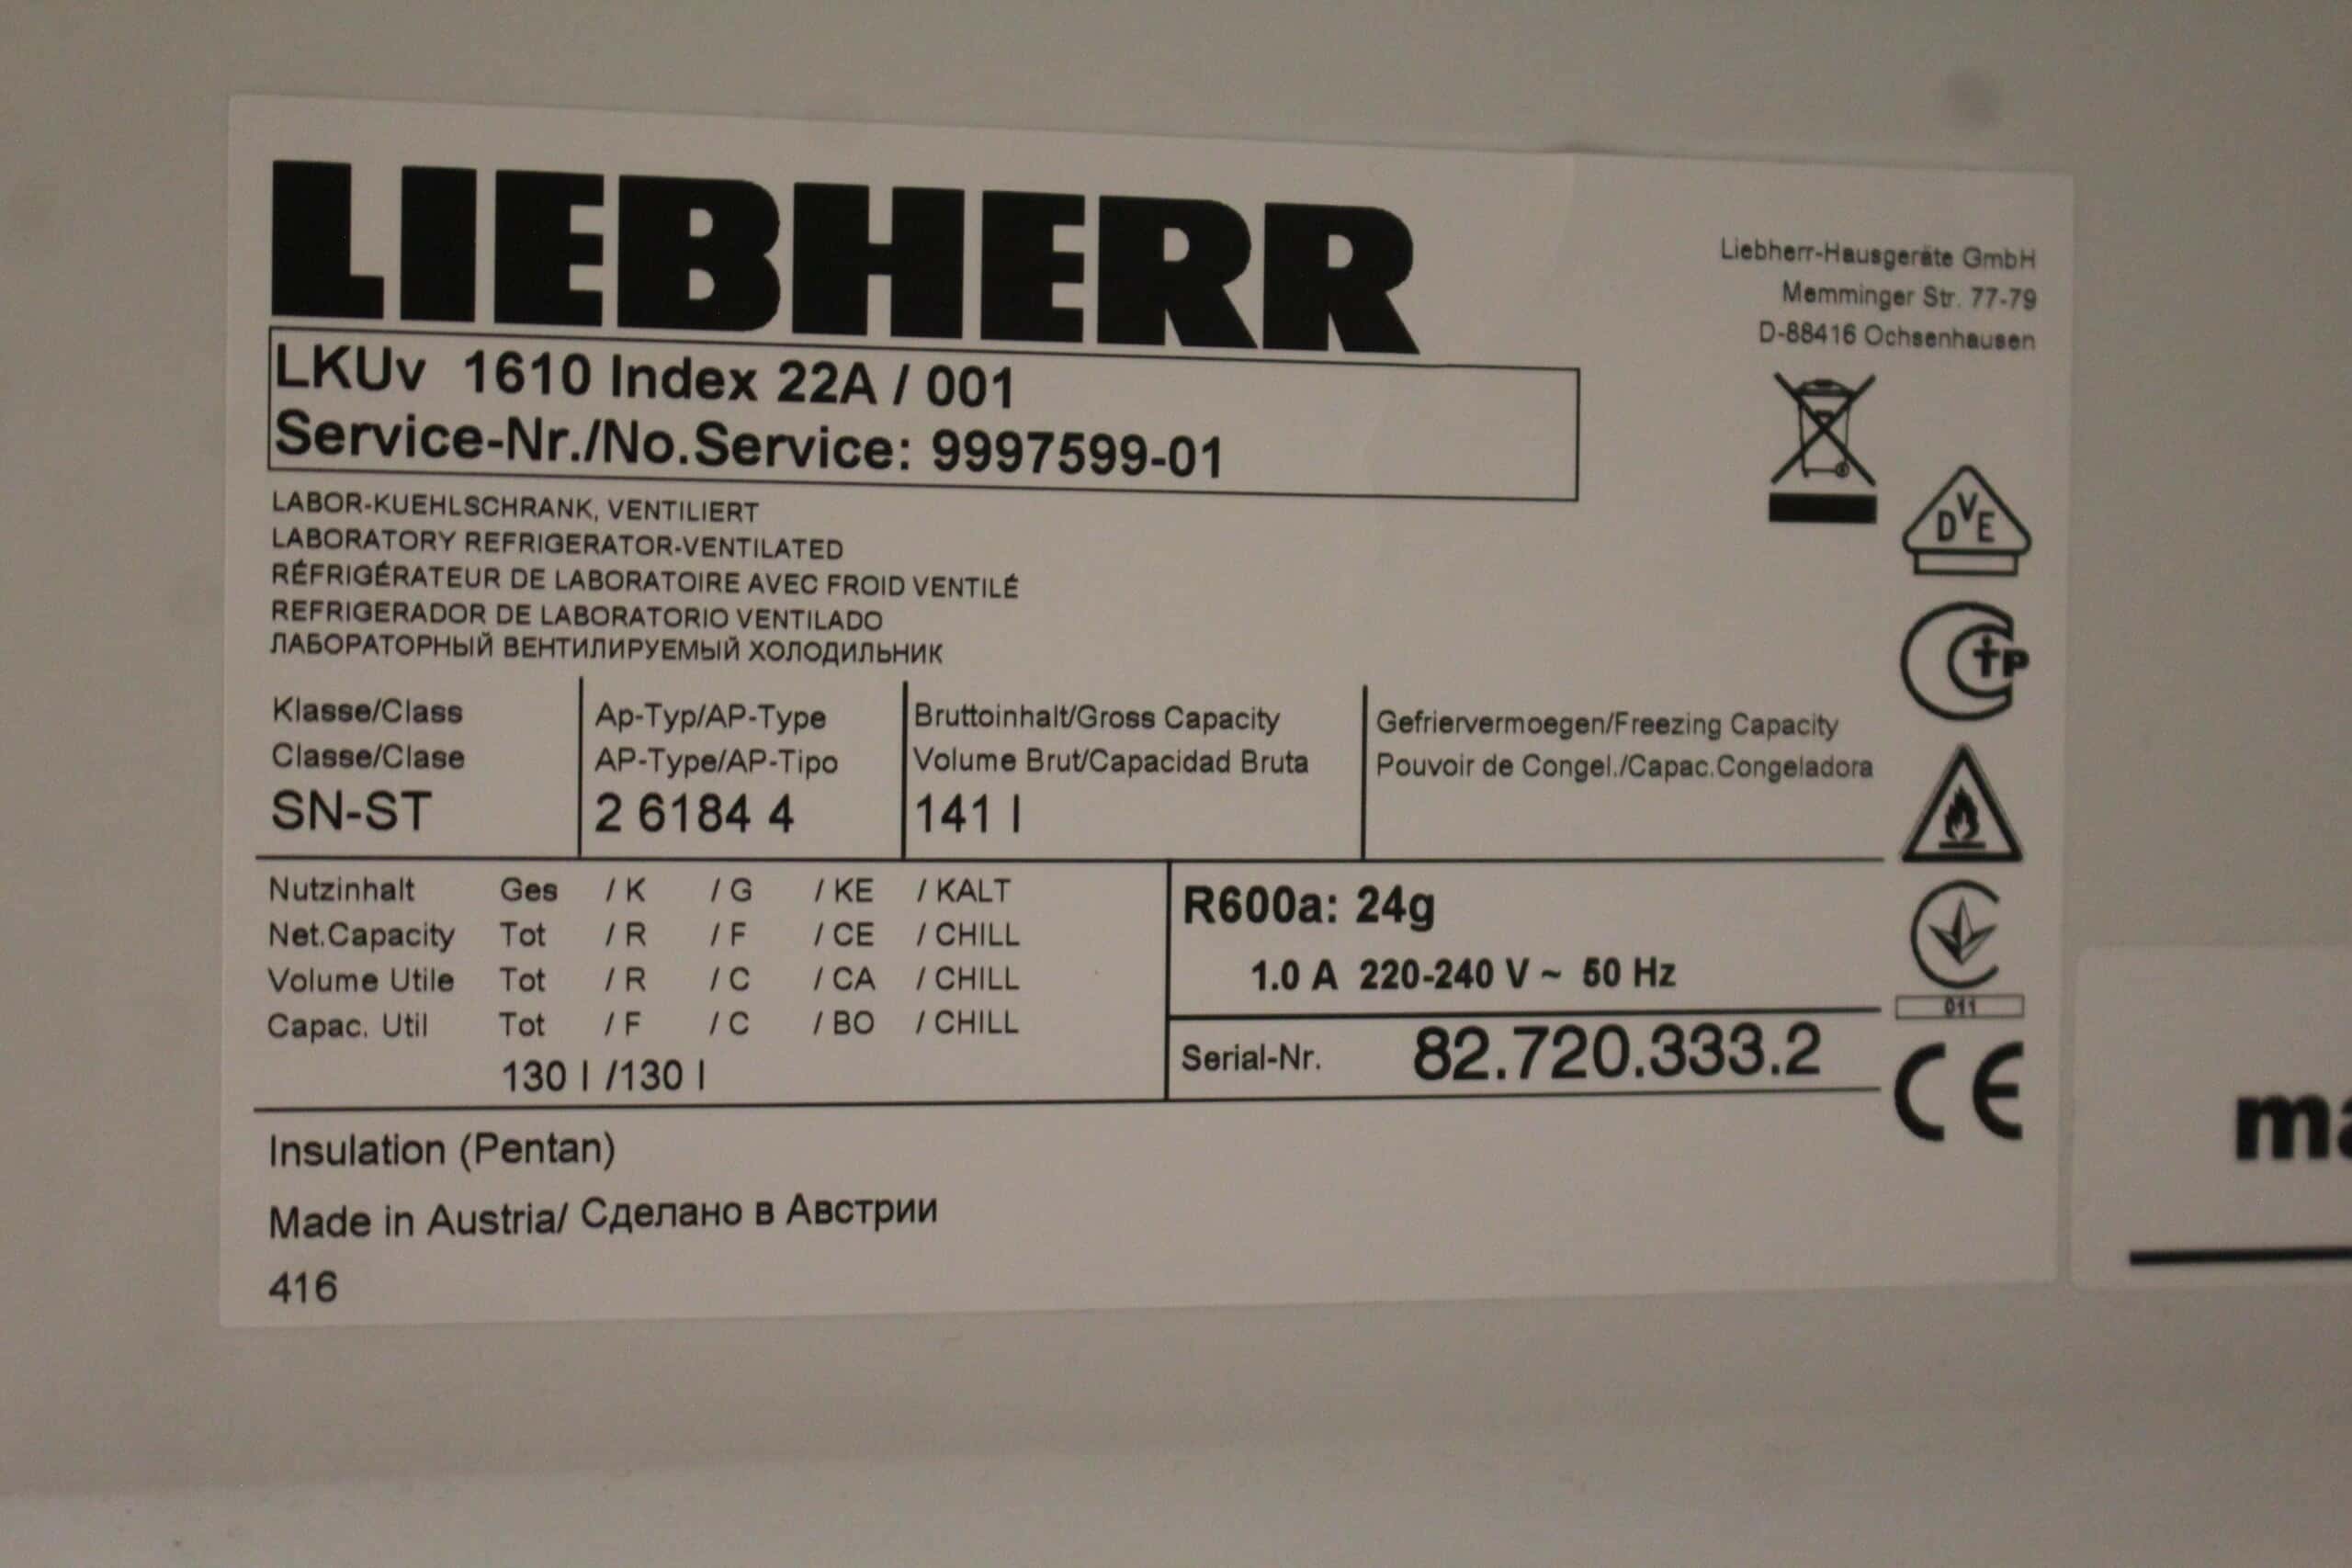 LIEBHERR
Liebherr-Hausgeräte GmbH
Memminger Str. 77-79
D-88416 Ochsenhausen
LKUv 1610 Index 22A / 001
Service-Nr./No.Service: 9997599-01
LABOR-KUEHLSCHRANK, VENTILIERT
LABORATORY REFRIGERATOR-VENTILATED
RÉFRIGÉRATEUR DE LABORATOIRE AVEC FROID VENTILÉ
REFRIGERADOR DE LABORATORIO VENTILADO
ЛАБОРАТОРНЫЙ ВЕНТИЛИРУЕМЫЙ ХОЛОДИЛЬНИК
DVE
Klasse/Class
Classe/Clase
SN-ST
Ap-Typ/AP-Type
AP-Type/AP-Tipo
2 6184 4
Bruttoinhalt/Gross Capacity
Volume Brut/Capacidad Bruta
141 l
Gefriervermoegen/Freezing Capacity
Pouvoir de Congel./Capac.Congeladora
Nutzinhalt Ges / K / G / KE / KALT
Net.Capacity Tot / R / F / CE / CHILL
Volume Utile Tot / R / C / CA / CHILL
Capac. Util Tot / F / C / BO / CHILL
130 l /130 l
R600a: 24g
1.0 A 220-240 V ~ 50 Hz
Serial-Nr. 82.720.333.2
011
CE
Insulation (Pentan)
Made in Austria/ Сделано в Австрии
416